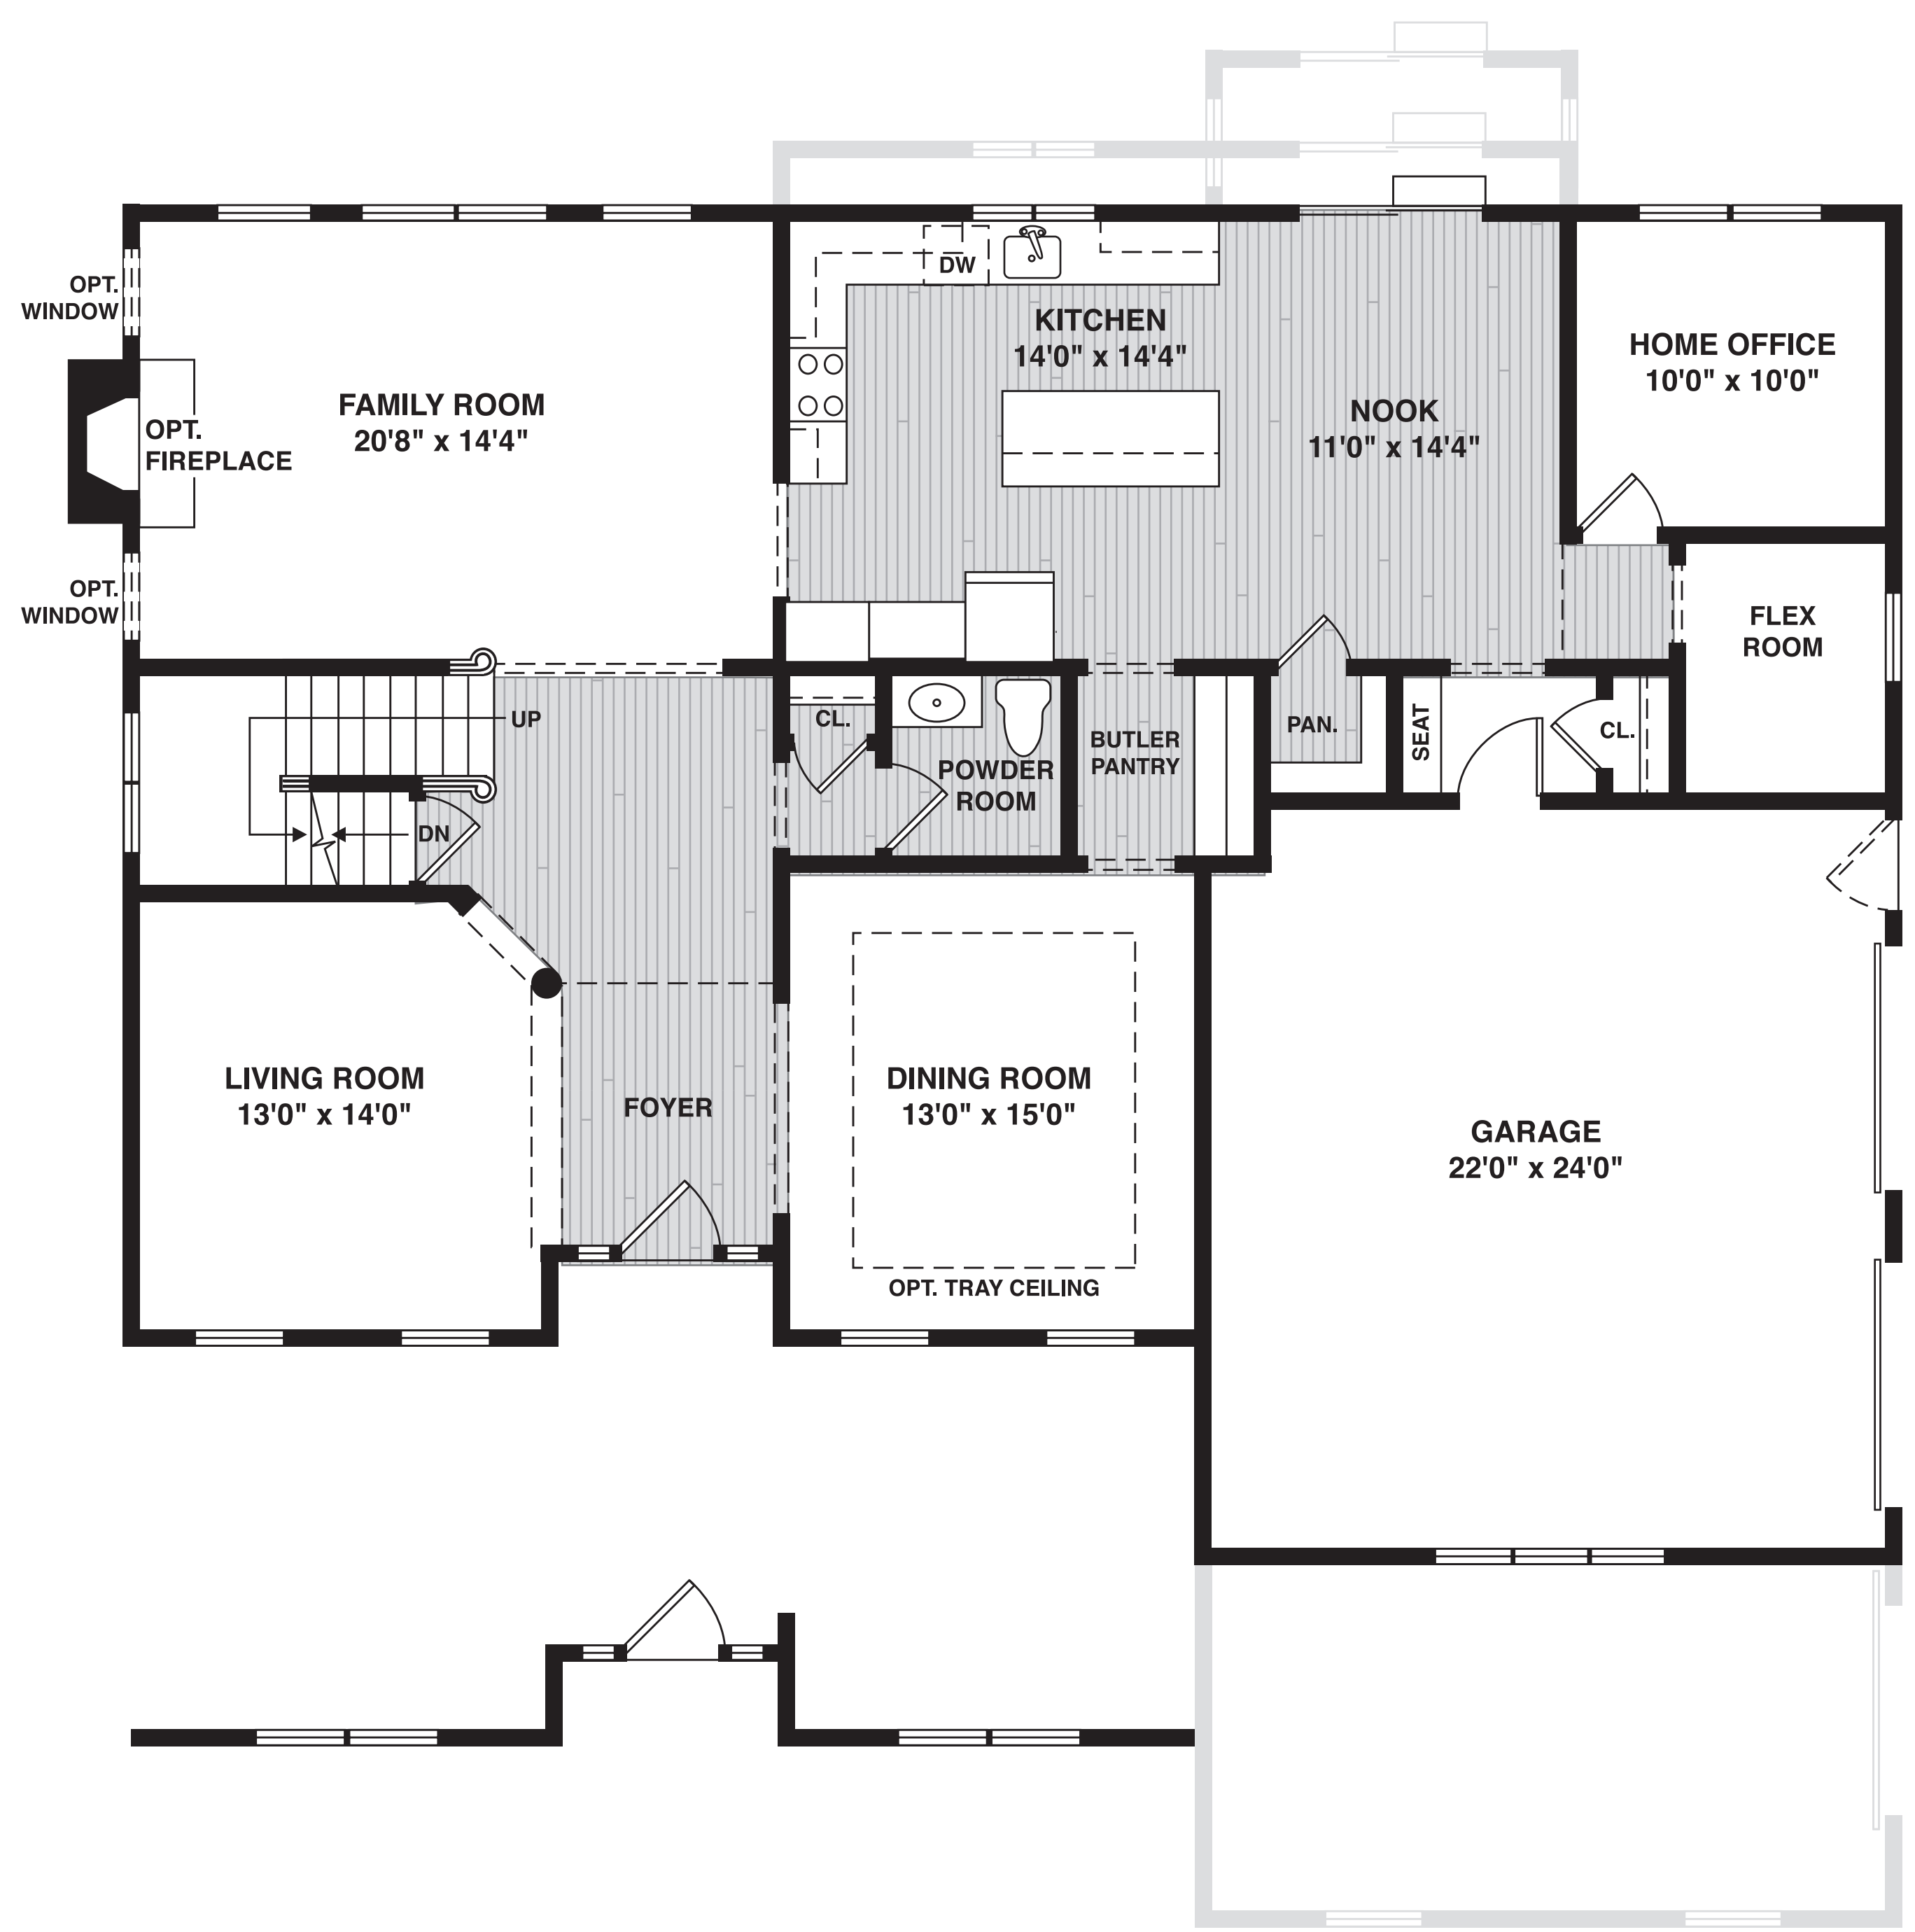 OPT.
WINDOW
FAMILY ROOM
20'8" x 14'4"
OPT.
FIREPLACE
OPT.
WINDOW
DW
KITCHEN
14'0" x 14'4"
NOOK
11'0" x 14'4"
HOME OFFICE
10'0" x 10'0"
FLEX
ROOM
UP
DN
CL.
POWDER
ROOM
BUTLER
PANTRY
PAN.
SEAT
CL.
LIVING ROOM
13'0" x 14'0"
FOYER
DINING ROOM
13'0" x 15'0"
OPT. TRAY CEILING
GARAGE
22'0" x 24'0"